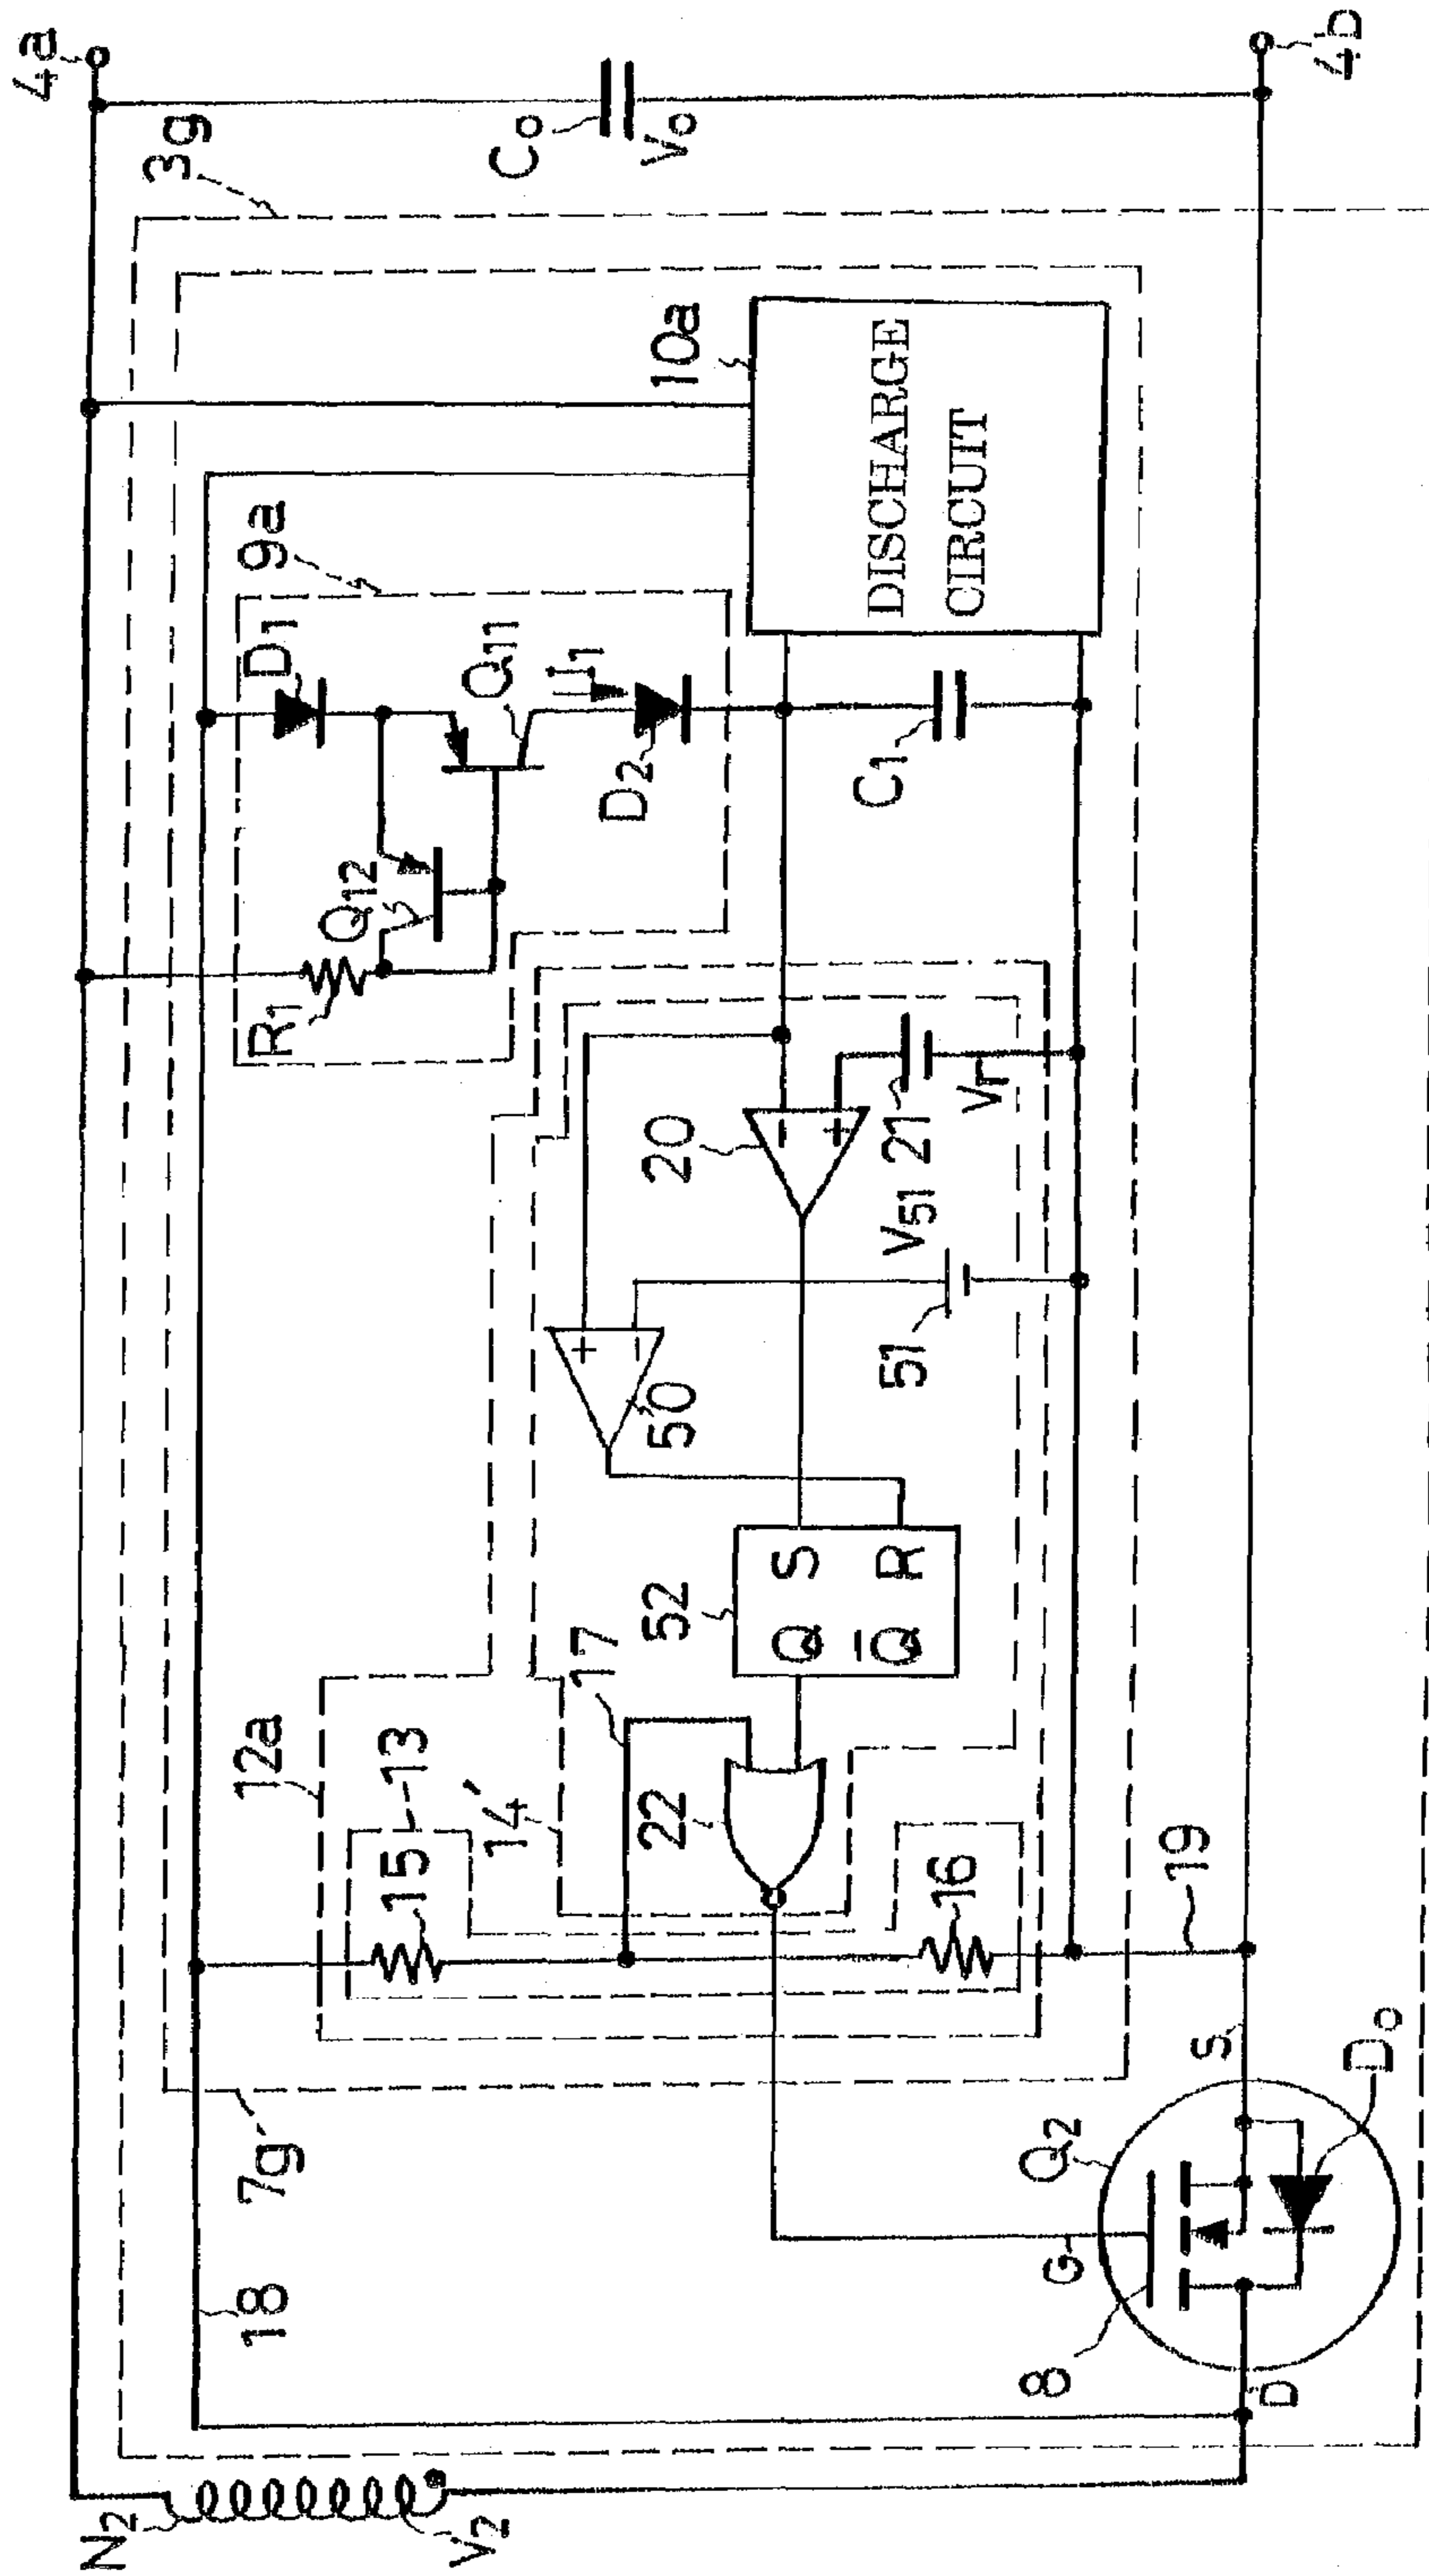 4a
4b
Co
Vo
3g
10a
DISCHARGE
CIRCUIT
9a
D1
Q11
I1
D2
C1
Q12
R1
20
-
+
21
Vr
V51
51
+
-
50
52
S
R
Q
Q̄
17
12a
13
14'
15
22
16
19
7g'
18
Q2
S
Do
G
8
D
N2
V2